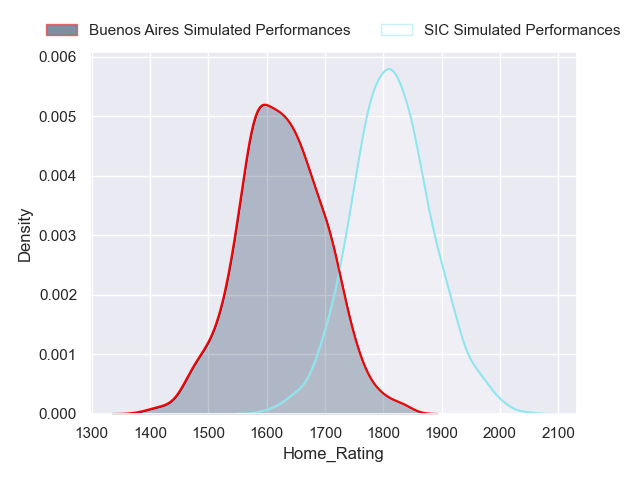 Buenos Aires Simulated Performances SIC Simulated Performances
0.006
0.005
0.004
0.003
0.002
0.001
0.000
Density
1300 1400 1500 1600 1700 1800 1900 2000 2100
Home_Rating